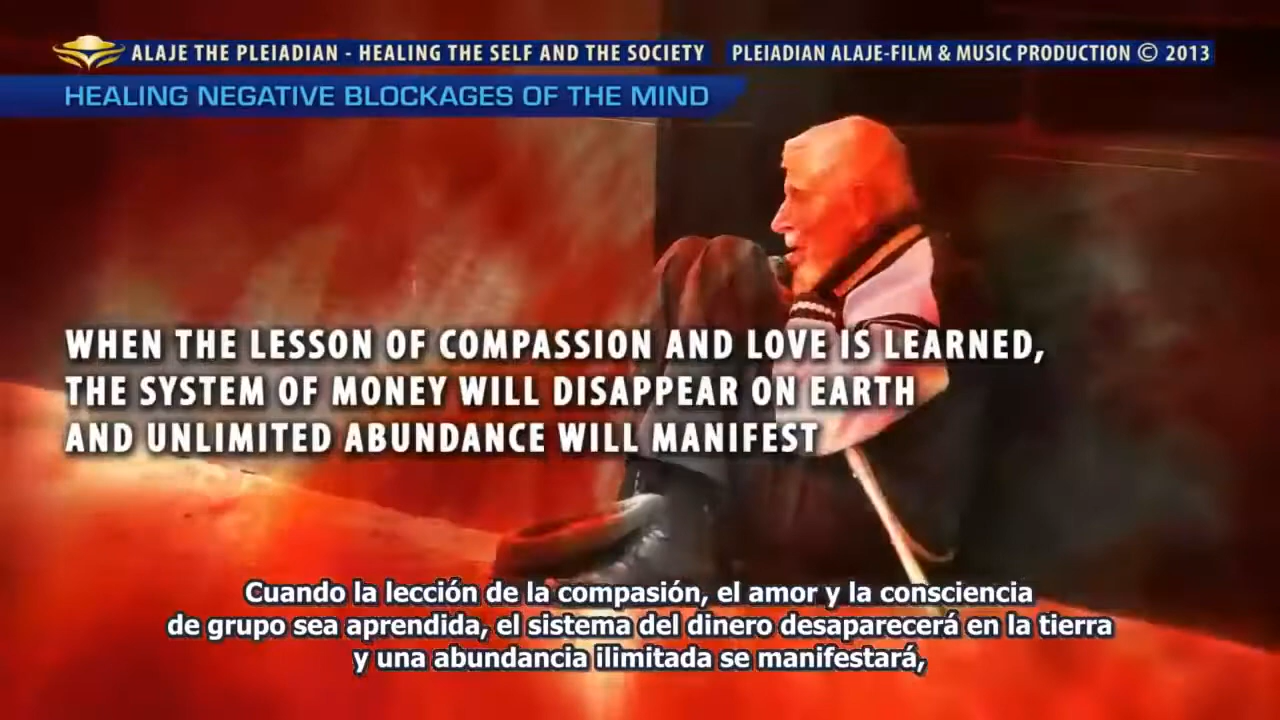 ALAJE THE PLEIADIAN - HEALING THE SELF AND THE SOCIETY PLEIADIAN ALAJE-FILM & MUSIC PRODUCTION © 2013
HEALING NEGATIVE BLOCKAGES OF THE MIND
WHEN THE LESSON OF COMPASSION AND LOVE IS LEARNED,
THE SYSTEM OF MONEY WILL DISAPPEAR ON EARTH
AND UNLIMITED ABUNDANCE WILL MANIFEST
Cuando la lección de la compasión, el amor y la consciencia
de grupo sea aprendida, el sistema del dinero desaparecerá en la tierra
y una abundancia ilimitada se manifestará,